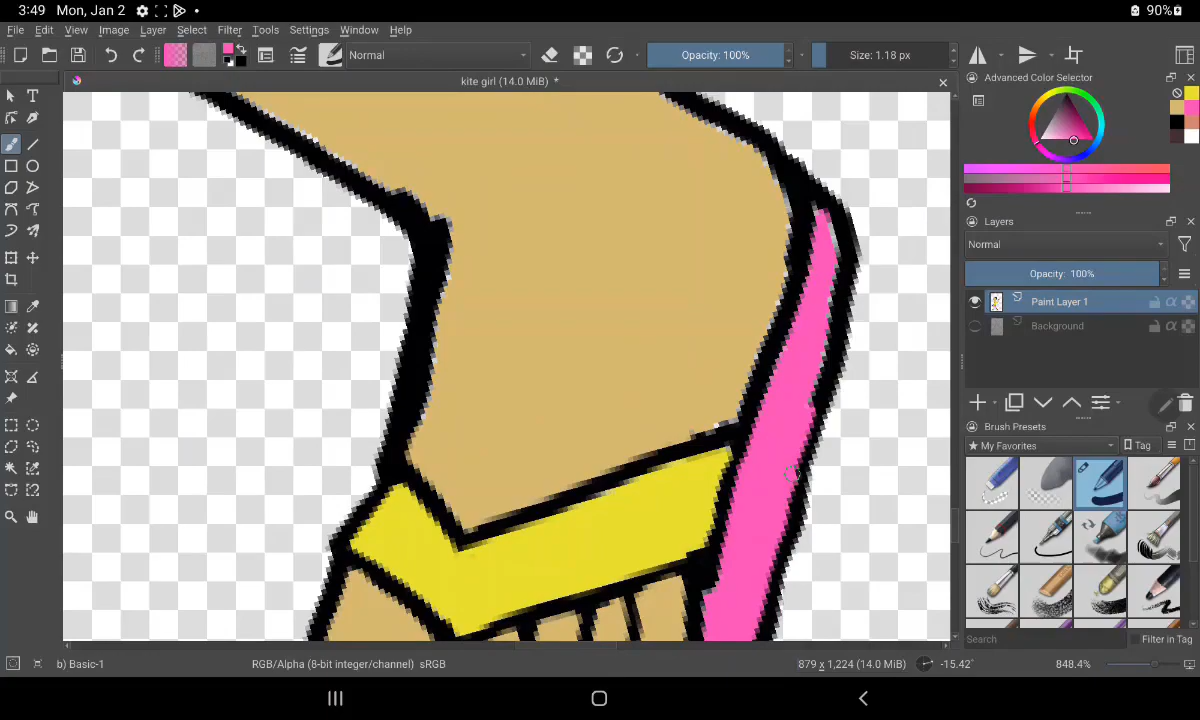 3:49 Mon, Jan 2 90%
File Edit View Image Layer Select Filter Tools Settings Window Help
Normal Opacity: 100% Size: 1.18 px
kite girl (14.0 MiB) *
Advanced Color Selector
Layers
Normal
Opacity: 100%
Paint Layer 1
Background
Brush Presets
My Favorites Tag
Search Filter in Tag
b) Basic-1 RGB/Alpha (8-bit integer/channel) sRGB 879 x 1,224 (14.0 MiB) -15.42° 848.4%